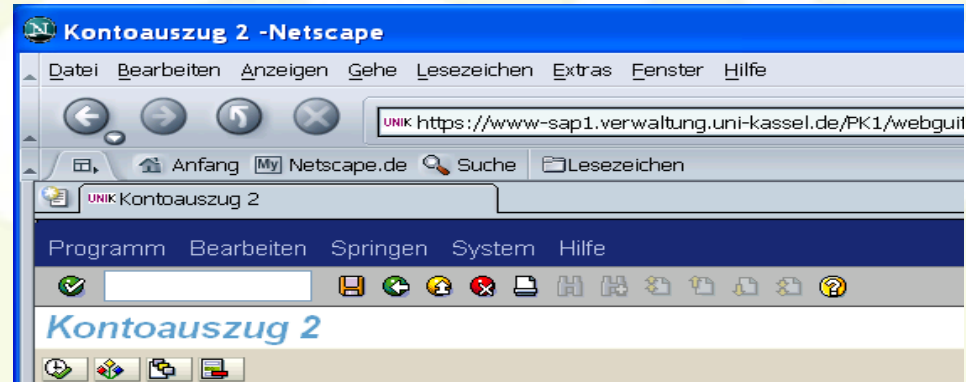 Kontoauszug 2 -Netscape
Datei Bearbeiten Anzeigen Gehe Lesezeichen Extras Fenster Hilfe
UNIK https://www-sap1.verwaltung.uni-kassel.de/PK1/webguit
Anfang My Netscape.de Suche Lesezeichen
UNIK Kontoauszug 2
Programm Bearbeiten Springen System Hilfe
Kontoauszug 2